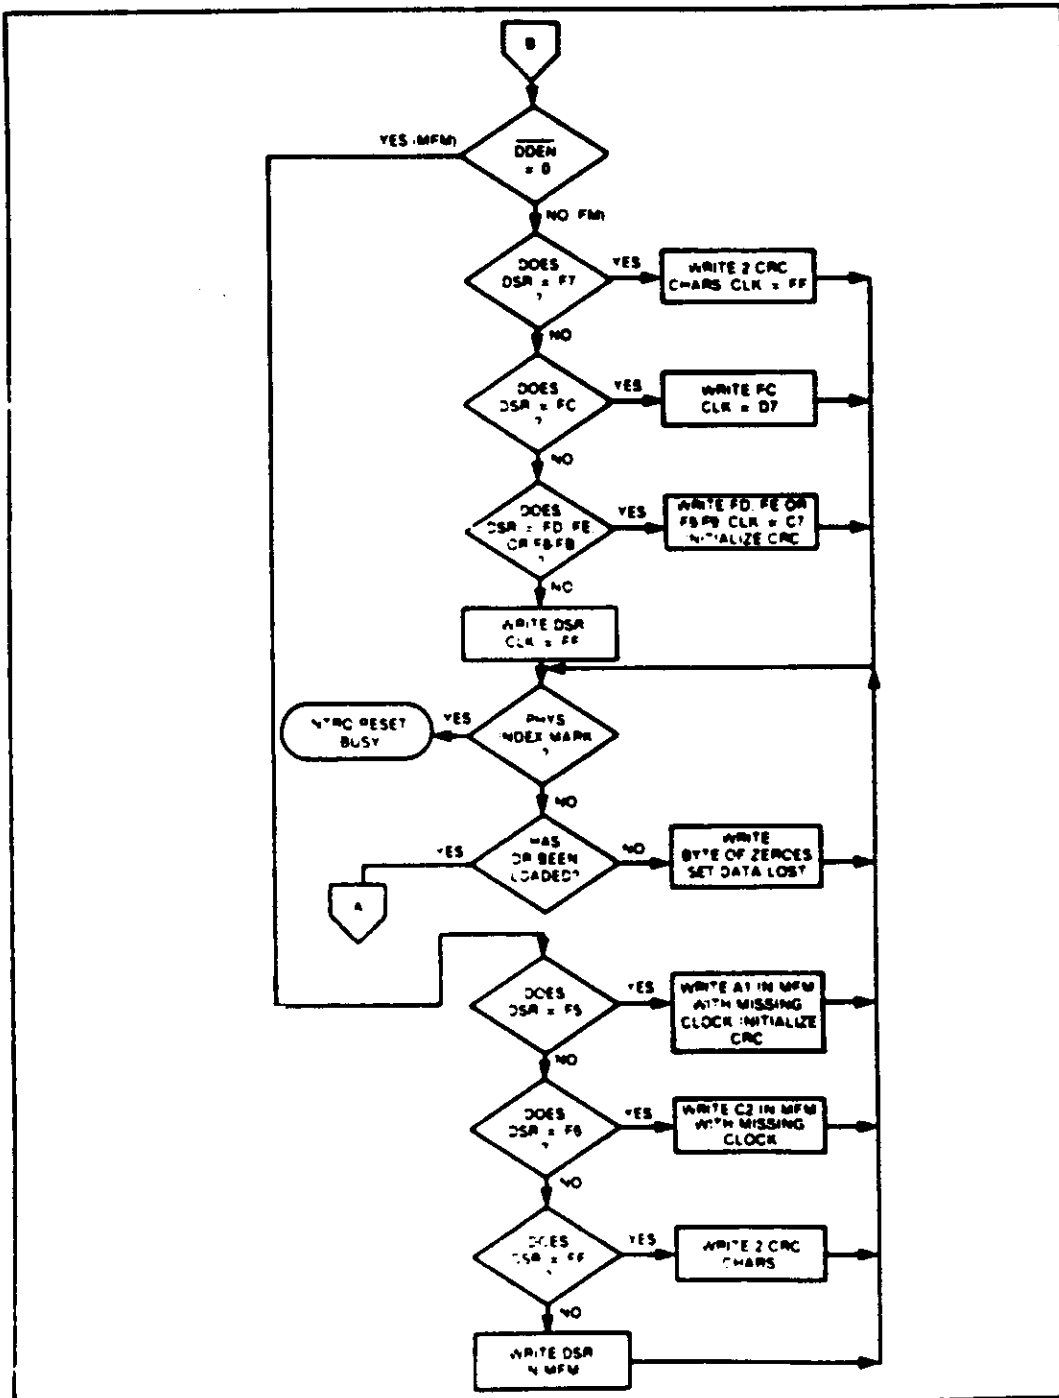 B
YES (MFM)
DDEN
= 0
NO (FM)
DOES
DSR = F7
?
YES
WRITE 2 CRC
CHARS CLK = FF
NO
DOES
DSR = FC
?
YES
WRITE FC
CLK = D7
NO
DOES
DSR = FD, FE
OR F8-FB
?
YES
WRITE FD, FE OR
F8-FB, CLK = C7
INITIALIZE CRC
NO
WRITE DSR
CLK = FF
PHYS
INDEX MARK
?
YES
INTRQ RESET
BUSY
NO
HAS
DR BEEN
LOADED?
YES
A
NO
WRITE
BYTE OF ZEROES
SET DATA LOST
DOES
DSR = F5
YES
WRITE A1 IN MFM
WITH MISSING
CLOCK INITIALIZE
CRC
NO
DOES
DSR = F6
?
YES
WRITE C2 IN MFM
WITH MISSING
CLOCK
NO
DOES
DSR =
?
YES
WRITE 2 CRC
CHARS
NO
WRITE DSR
IN MFM